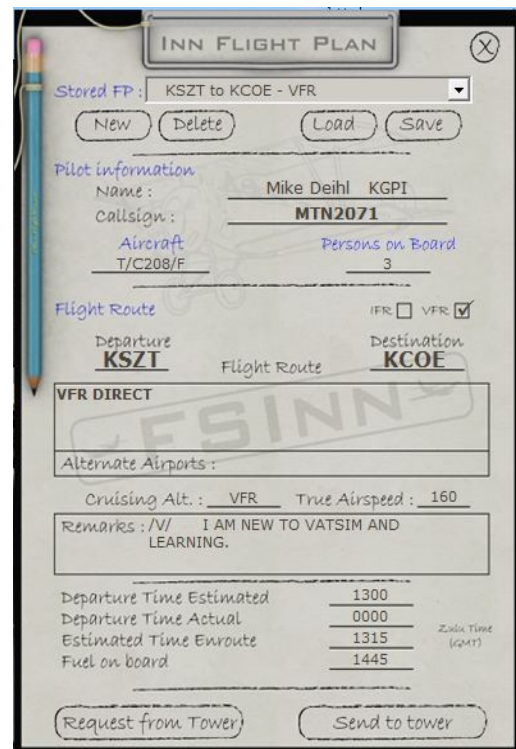 INN FLIGHT PLAN
X
Stored FP : KSZT to KCOE - VFR
New Delete Load Save
Pilot information
Name : Mike Deihl KGPI
Callsign : MTN2071
Aircraft Persons on Board
T/C208/F 3
Flight Route IFR VFR
Departure Destination
KSZT Flight Route KCOE
VFR DIRECT
FSINN
Alternate Airports :
Cruising Alt. : VFR True Airspeed : 160
Remarks : /V/ I AM NEW TO VATSIM AND
LEARNING.
Departure Time Estimated 1300
Departure Time Actual 0000
Zulu Time
Estimated Time Enroute 1315
(GMT)
Fuel on board 1445
Request from Tower Send to tower